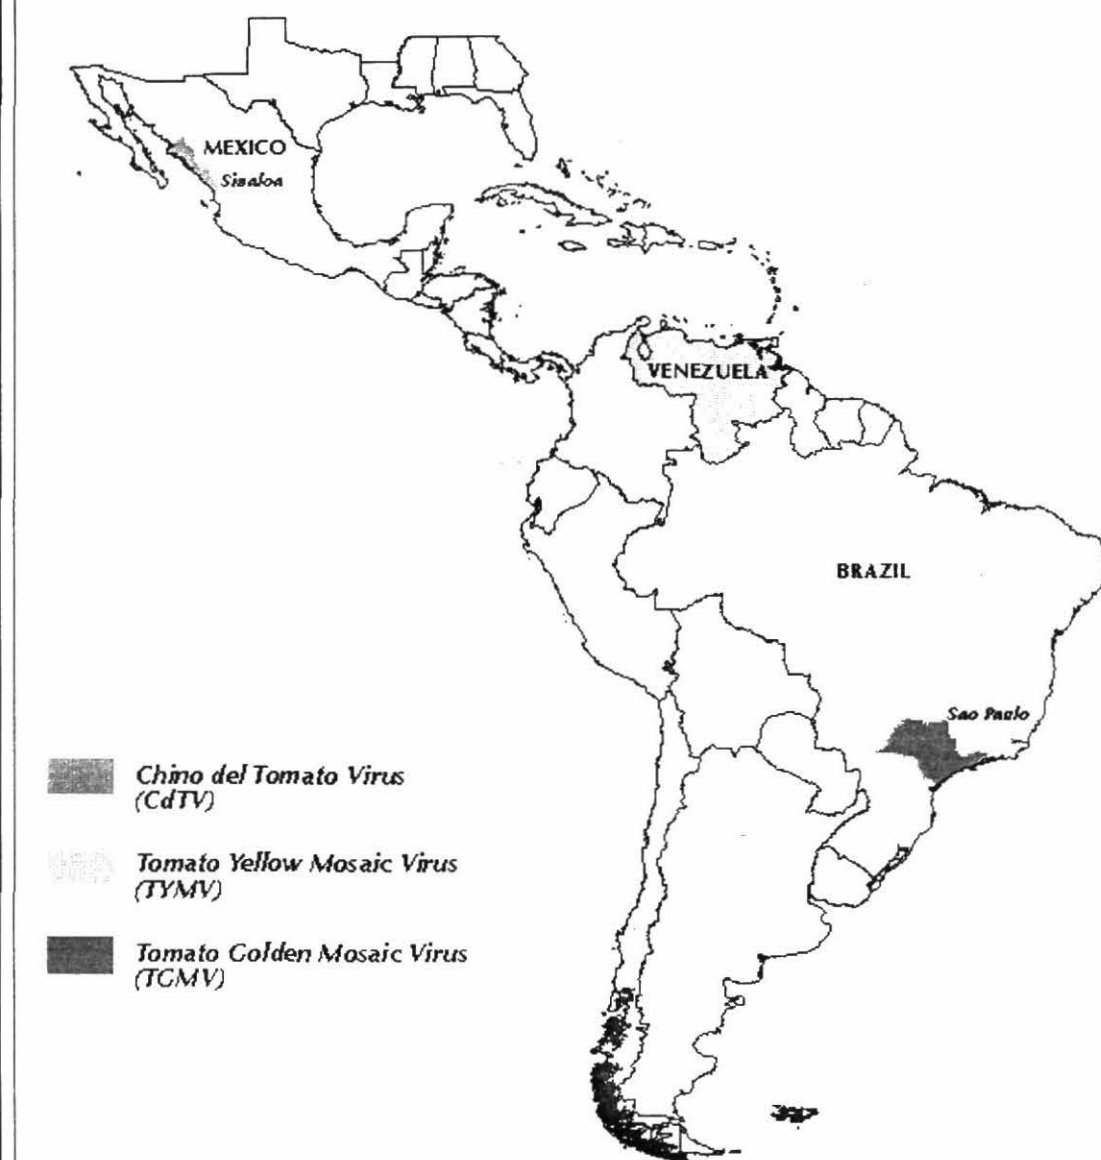 MEXICO
Sinaloa
VENEZUELA
BRAZIL
Sao Paulo
Chino del Tomato Virus
(CdTV)
Tomato Yellow Mosaic Virus
(TYMV)
Tomato Golden Mosaic Virus
(TGMV)